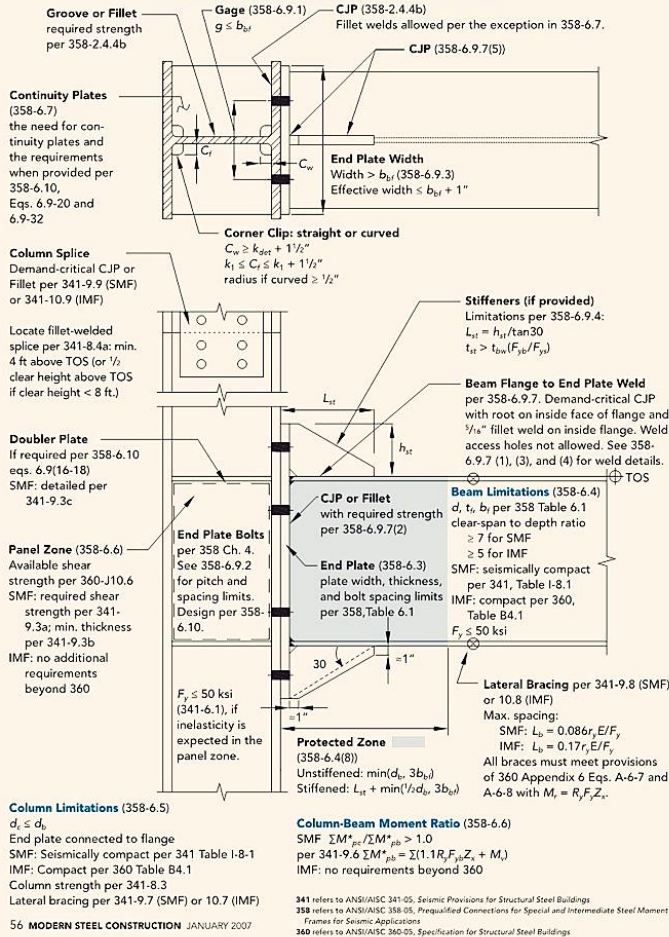 Groove or Fillet
required strength
per 358-2.4.4b
Gage (358-6.9.1)
g ≤ b_bf
CJP (358-2.4.4b)
Fillet welds allowed per the exception in 358-6.7.
CJP (358-6.9.7(5))
Continuity Plates
(358-6.7)
the need for con-
tinuity plates and
the requirements
when provided per
358-6.10,
Eqs. 6.9-20 and
6.9-32
C_f
C_w
End Plate Width
Width > b_bf (358-6.9.3)
Effective width ≤ b_bf + 1"
Corner Clip: straight or curved
C_w ≥ k_det + 1 1/2"
k_1 ≤ C_f ≤ k_1 + 1 1/2"
radius if curved ≥ 1/2"
Column Splice
Demand-critical CJP or
Fillet per 341-9.9 (SMF)
or 341-10.9 (IMF)
Locate fillet-welded
splice per 341-8.4a: min.
4 ft above TOS (or 1/2
clear height above TOS
if clear height < 8 ft.)
Stiffeners (if provided)
Limitations per 358-6.9.4:
L_st = h_st/tan30
t_st > t_bw(F_yb/F_ys)
Beam Flange to End Plate Weld
per 358-6.9.7. Demand-critical CJP
with root on inside face of flange and
5/16" fillet weld on inside flange. Weld
access holes not allowed. See 358-
6.9.7 (1), (3), and (4) for weld details.
L_st
h_st
TOS
Doubler Plate
If required per 358-6.10
eqs. 6.9(16-18)
SMF: detailed per
341-9.3c
Panel Zone (358-6.6)
Available shear
strength per 360-J10.6
SMF: required shear
strength per 341-
9.3a; min. thickness
per 341-9.3b
IMF: no additional
requirements
beyond 360
End Plate Bolts
per 358 Ch. 4.
See 358-6.9.2
for pitch and
spacing limits.
Design per 358-
6.10.
CJP or Fillet
with required strength
per 358-6.9.7(2)
End Plate (358-6.3)
plate width, thickness,
and bolt spacing limits
per 358,Table 6.1
Beam Limitations (358-6.4)
d, t_f, b_f per 358 Table 6.1
clear-span to depth ratio
≥ 7 for SMF
≥ 5 for IMF
SMF: seismically compact
per 341, Table I-8.1
IMF: compact per 360,
Table B4.1
F_y ≤ 50 ksi
30
≈1"
≈1"
F_y ≤ 50 ksi
(341-6.1), if
inelasticity is
expected in the
panel zone.
Lateral Bracing per 341-9.8 (SMF)
or 10.8 (IMF)
Max. spacing:
SMF: L_b = 0.086r_yE/F_y
IMF: L_b = 0.17r_yE/F_y
All braces must meet provisions
of 360 Appendix 6 Eqs. A-6-7 and
A-6-8 with M_r = R_yF_yZ_x.
Protected Zone
(358-6.4(8))
Unstiffened: min(d_b, 3b_bf)
Stiffened: L_st + min(1/2d_b, 3b_bf)
Column Limitations (358-6.5)
d_c ≤ d_b
End plate connected to flange
SMF: Seismically compact per 341 Table I-8-1
IMF: Compact per 360 Table B4.1
Column strength per 341-8.3
Lateral bracing per 341-9.7 (SMF) or 10.7 (IMF)
Column-Beam Moment Ratio (358-6.6)
SMF ΣM*_pc/ΣM*_pb > 1.0
per 341-9.6 ΣM*_pb = Σ(1.1R_yF_ybZ_x + M_v)
IMF: no requirements beyond 360
341 refers to ANSI/AISC 341-05, Seismic Provisions for Structural Steel Buildings
358 refers to ANSI/AISC 358-05, Prequalified Connections for Special and Intermediate Steel Moment
Frames for Seismic Applications
360 refers to ANSI/AISC 360-05, Specification for Structural Steel Buildings
56 MODERN STEEL CONSTRUCTION JANUARY 2007